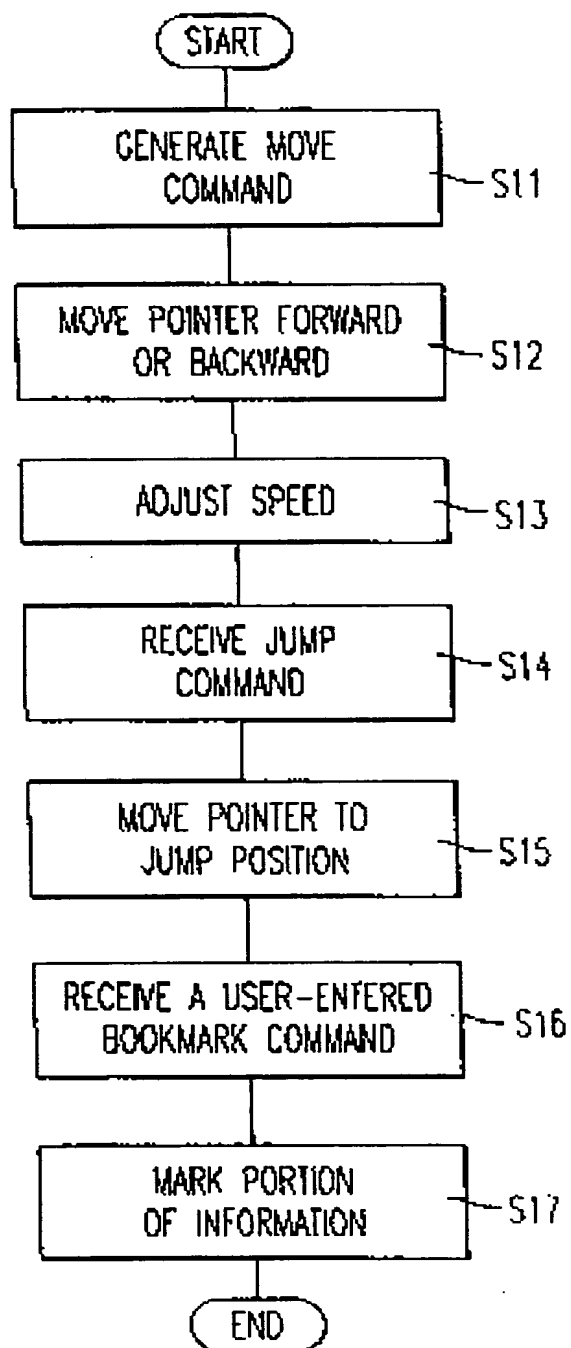 START
GENERATE MOVE
COMMAND
S11
MOVE POINTER FORWARD
OR BACKWARD
S12
ADJUST SPEED
S13
RECEIVE JUMP
COMMAND
S14
MOVE POINTER TO
JUMP POSITION
S15
RECEIVE A USER-ENTERED
BOOKMARK COMMAND
S16
MARK PORTION
OF INFORMATION
S17
END